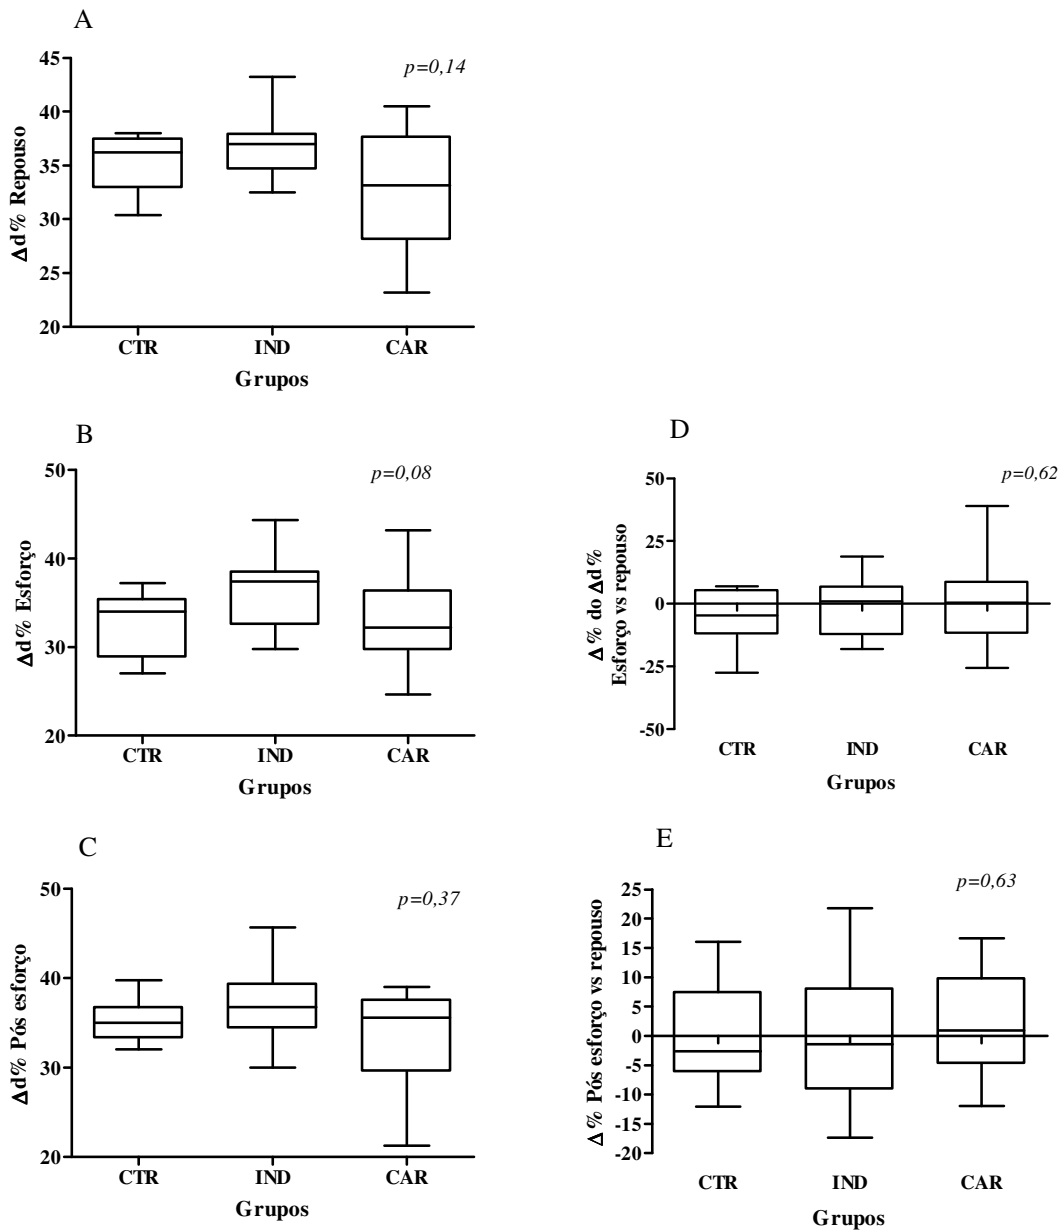 A
p=0,14
Δd% Repouso
45
40
35
30
25
20
CTR IND CAR
Grupos
B
p=0,08
Δd% Esforço
50
40
30
20
CTR IND CAR
Grupos
D
p=0,62
Δ% do Δd%
Esforço vs repouso
50
25
0
-25
-50
CTR IND CAR
Grupos
C
p=0,37
Δd% Pós esforço
50
40
30
20
CTR IND CAR
Grupos
E
p=0,63
Δ% Pós esforço vs repouso
25
20
15
10
5
0
-5
-10
-15
-20
CTR IND CAR
Grupos